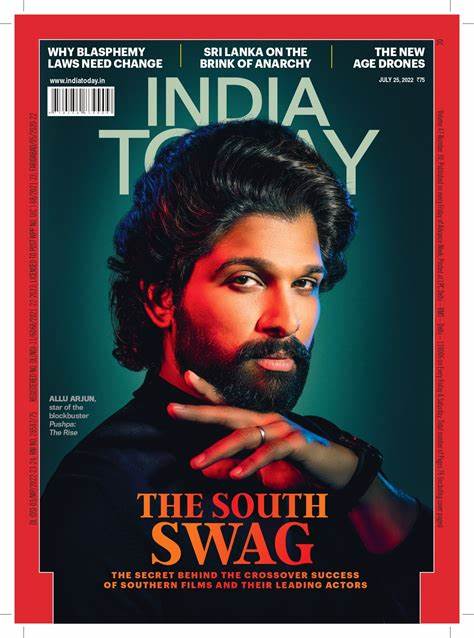 WHY BLASPHEMY
LAWS NEED CHANGE
SRI LANKA ON THE
BRINK OF ANARCHY
THE NEW
AGE DRONES
www.indiatoday.in
JULY 25, 2022 ₹75
INDIA
TODAY
ALLU ARJUN,
star of the
blockbuster
Pushpa:
The Rise
THE SOUTH
SWAG
THE SECRET BEHIND THE CROSSOVER SUCCESS
OF SOUTHERN FILMS AND THEIR LEADING ACTORS